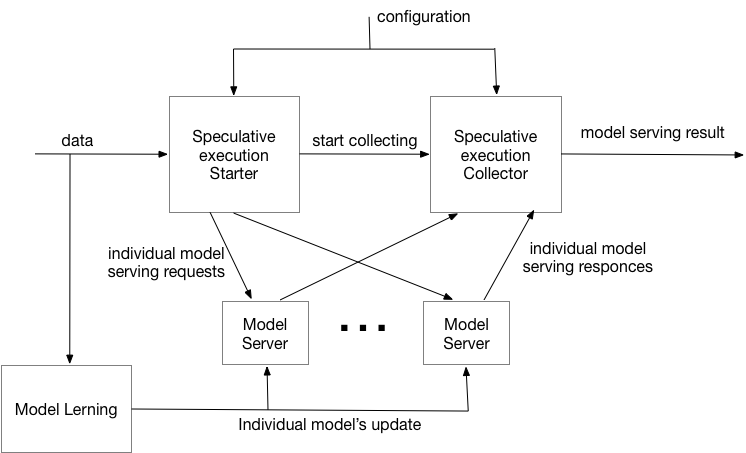 configuration
data
Speculative
execution
Starter
start collecting
Speculative
execution
Collector
model serving result
individual model
serving requests
individual model
serving responces
Model
Server
...
Model
Server
Model Lerning
Individual model's update